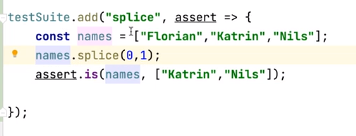 testSuite.add("splice", assert => {
const names =["Florian","Katrin","Nils"];
names.splice(0,1);
assert.is(names, ["Katrin","Nils"]);
});